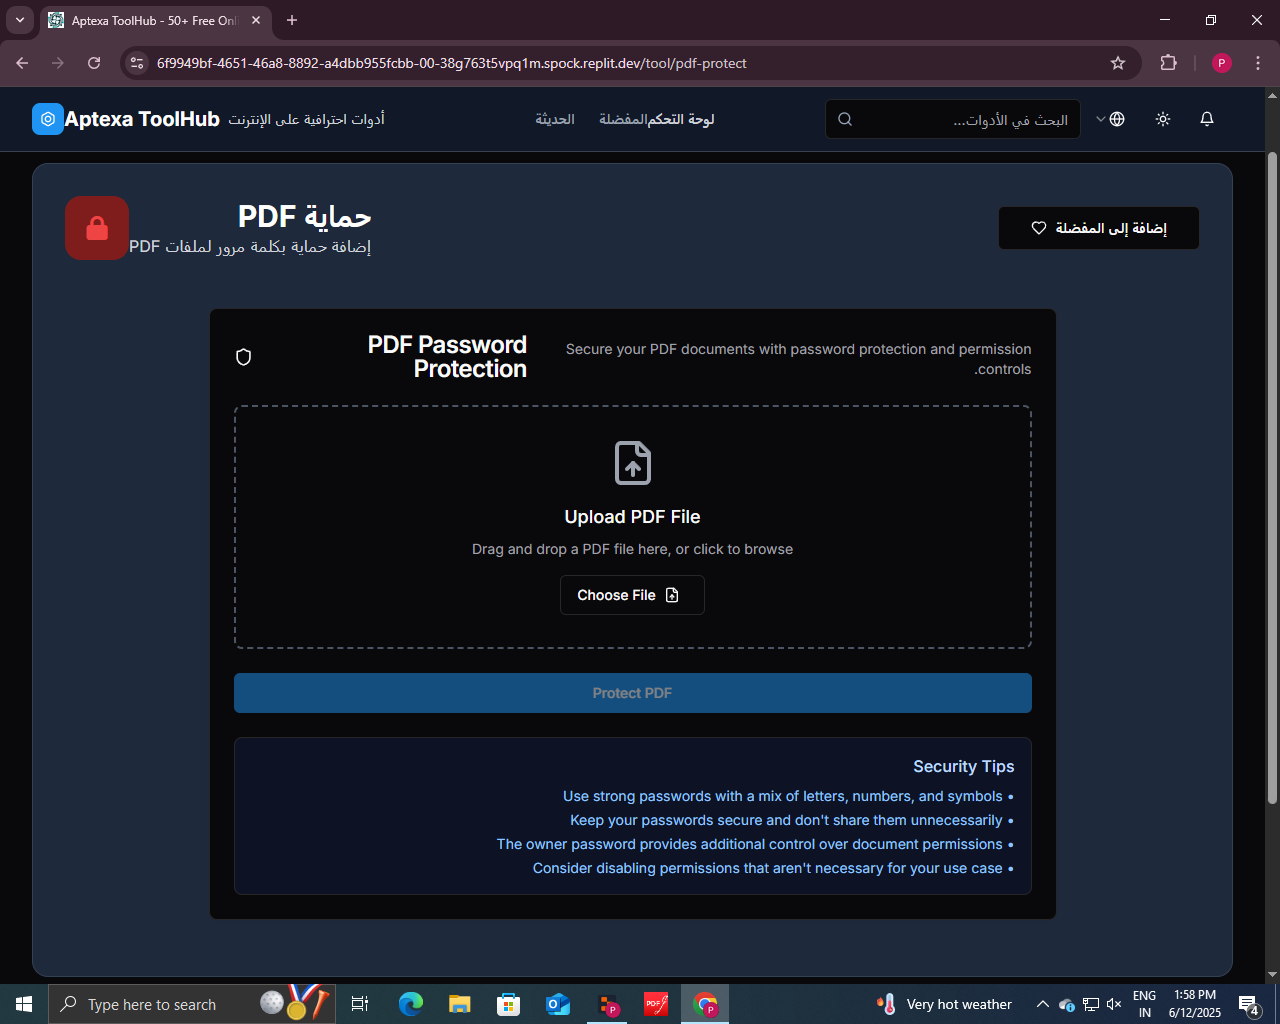 Aptexa ToolHub - 50+ Free Onl
6f9949bf-4651-46a8-8892-a4dbb955fcbb-00-38g763t5vpq1m.spock.replit.dev/tool/pdf-protect
P
Aptexa ToolHub
أدوات احترافية على الإنترنت
لوحة التحكم
المفضلة
الحديثة
البحث في الأدوات...
حماية PDF
إضافة حماية بكلمة مرور لملفات PDF
إضافة إلى المفضلة
PDF Password
Protection
Secure your PDF documents with password protection and permission
.controls
Upload PDF File
Drag and drop a PDF file here, or click to browse
Choose File
Protect PDF
Security Tips
Use strong passwords with a mix of letters, numbers, and symbols •
Keep your passwords secure and don't share them unnecessarily •
The owner password provides additional control over document permissions •
Consider disabling permissions that aren't necessary for your use case •
Type here to search
P
PDF
P
Very hot weather
ENG
IN
1:58 PM
6/12/2025
4